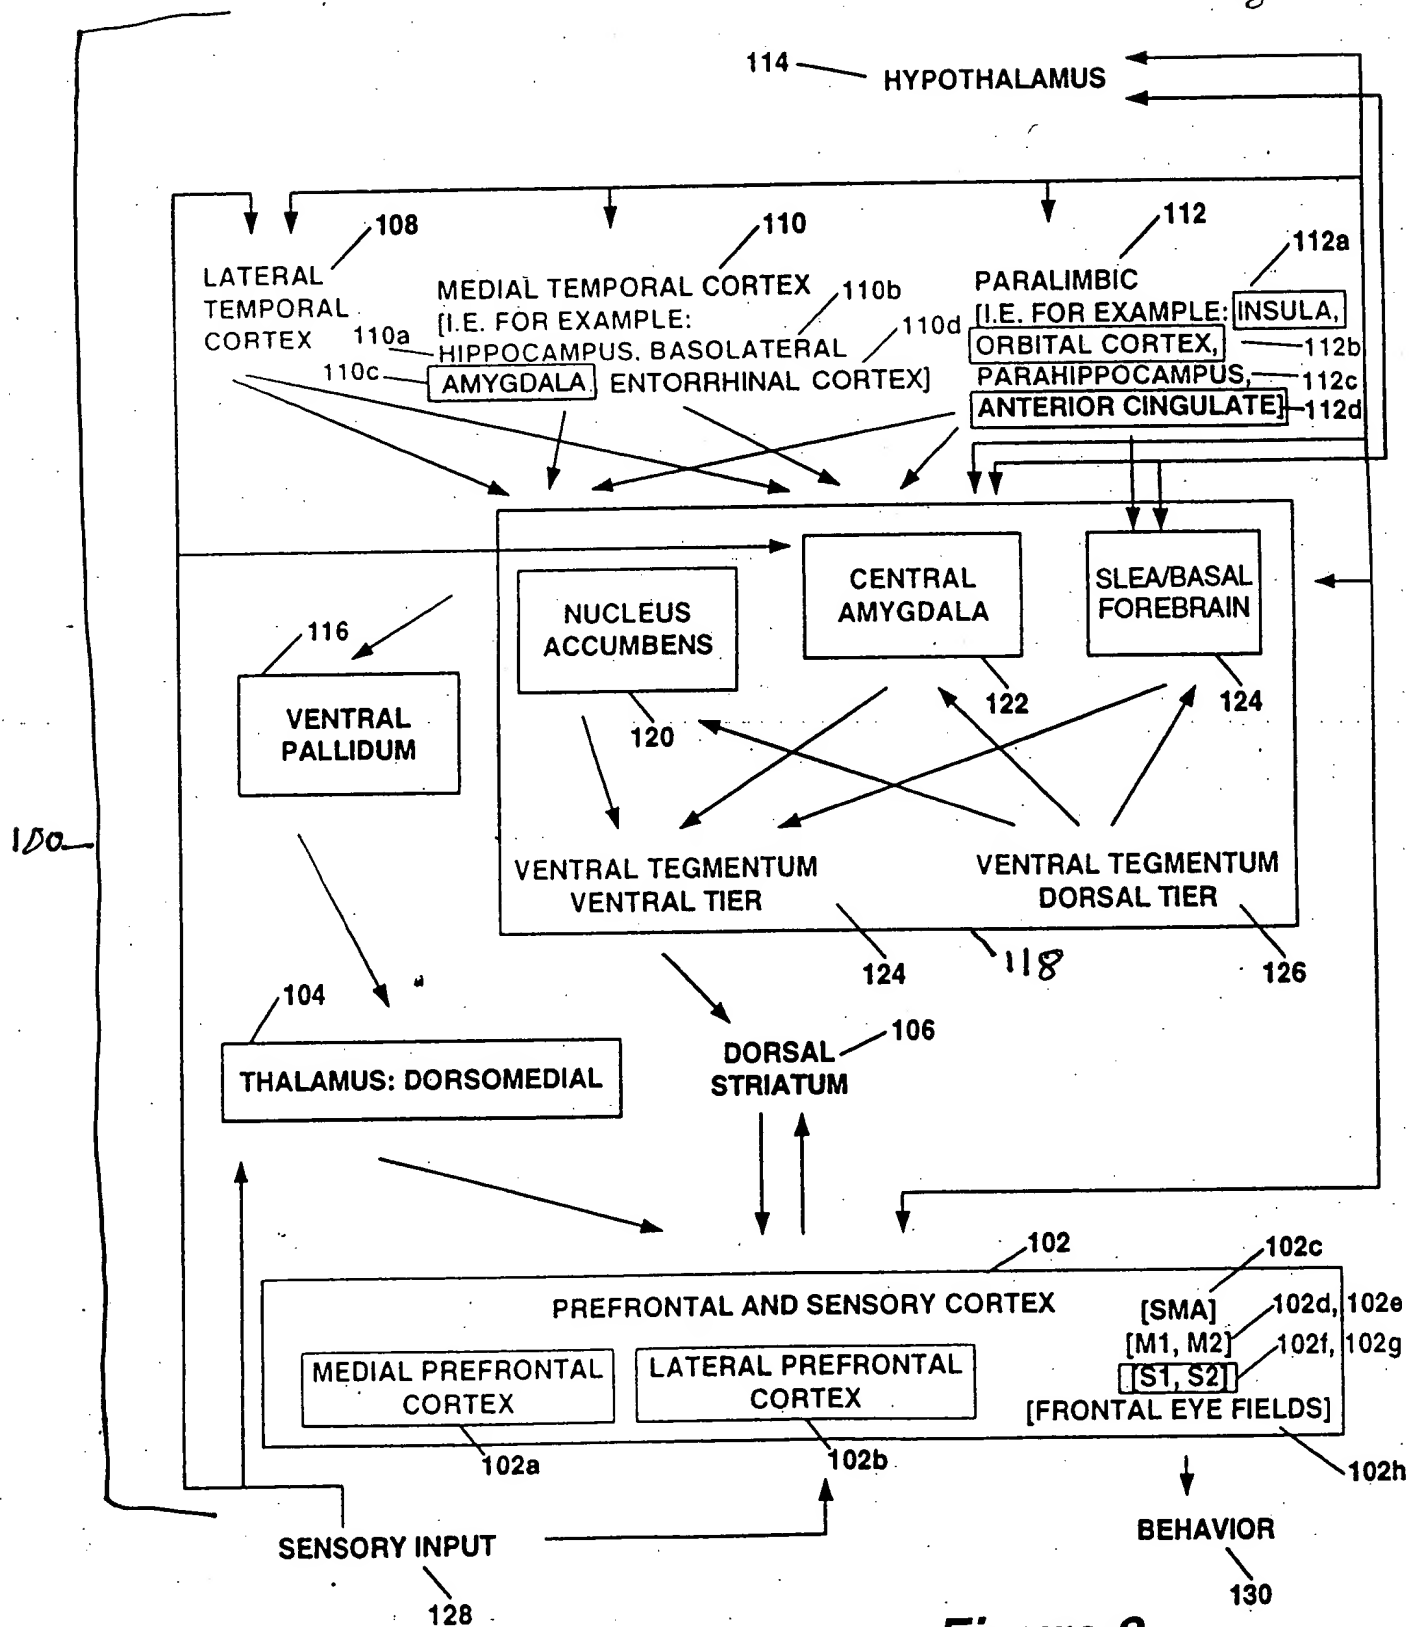 114
HYPOTHALAMUS
108
110
112
112a
LATERAL
TEMPORAL
CORTEX
MEDIAL TEMPORAL CORTEX
[I.E. FOR EXAMPLE:
110b
110a
HIPPOCAMPUS, BASOLATERAL
110d
110c
AMYGDALA, ENTORRHINAL CORTEX]
PARALIMBIC
[I.E. FOR EXAMPLE: INSULA,
ORBITAL CORTEX,
112b
PARAHIPPOCAMPUS,
112c
ANTERIOR CINGULATE]
112d
NUCLEUS
ACCUMBENS
120
CENTRAL
AMYGDALA
122
SLEA/BASAL
FOREBRAIN
124
116
VENTRAL
PALLIDUM
100
VENTRAL TEGMENTUM
VENTRAL TIER
124
VENTRAL TEGMENTUM
DORSAL TIER
126
118
104
THALAMUS: DORSOMEDIAL
106
DORSAL
STRIATUM
102
PREFRONTAL AND SENSORY CORTEX
102c
[SMA]
102d, 102e
[M1, M2]
102f, 102g
[S1, S2]
[FRONTAL EYE FIELDS]
102h
MEDIAL PREFRONTAL
CORTEX
102a
LATERAL PREFRONTAL
CORTEX
102b
SENSORY INPUT
128
BEHAVIOR
130